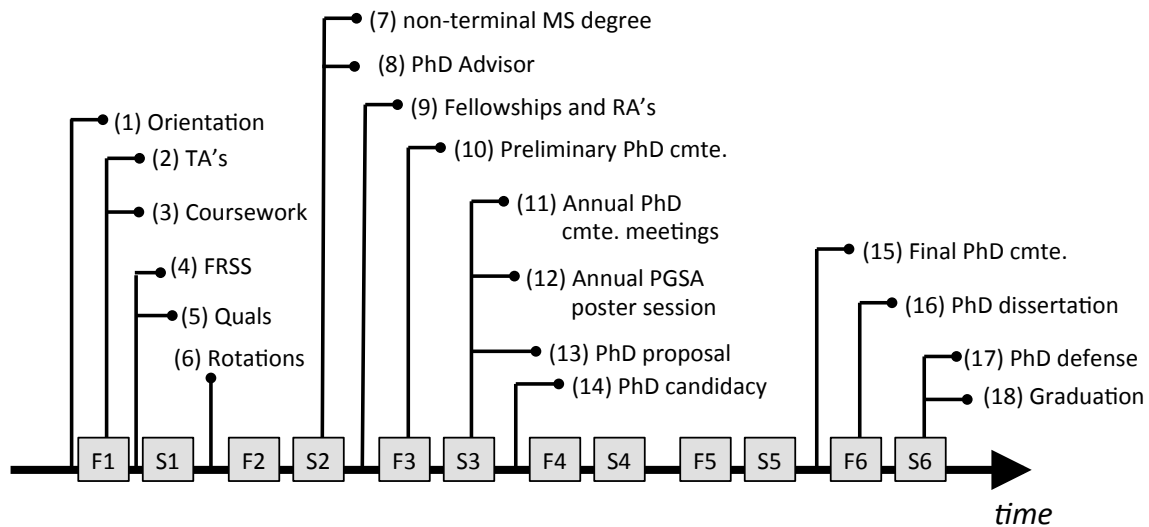 (7) non-terminal MS degree
(8) PhD Advisor
(9) Fellowships and RA's
(1) Orientation
(10) Preliminary PhD cmte.
(2) TA's
(11) Annual PhD
cmte. meetings
(3) Coursework
(15) Final PhD cmte.
(4) FRSS
(12) Annual PGSA
poster session
(16) PhD dissertation
(5) Quals
(6) Rotations
(13) PhD proposal
(17) PhD defense
(14) PhD candidacy
(18) Graduation
F1 S1 F2 S2 F3 S3 F4 S4 F5 S5 F6 S6
time